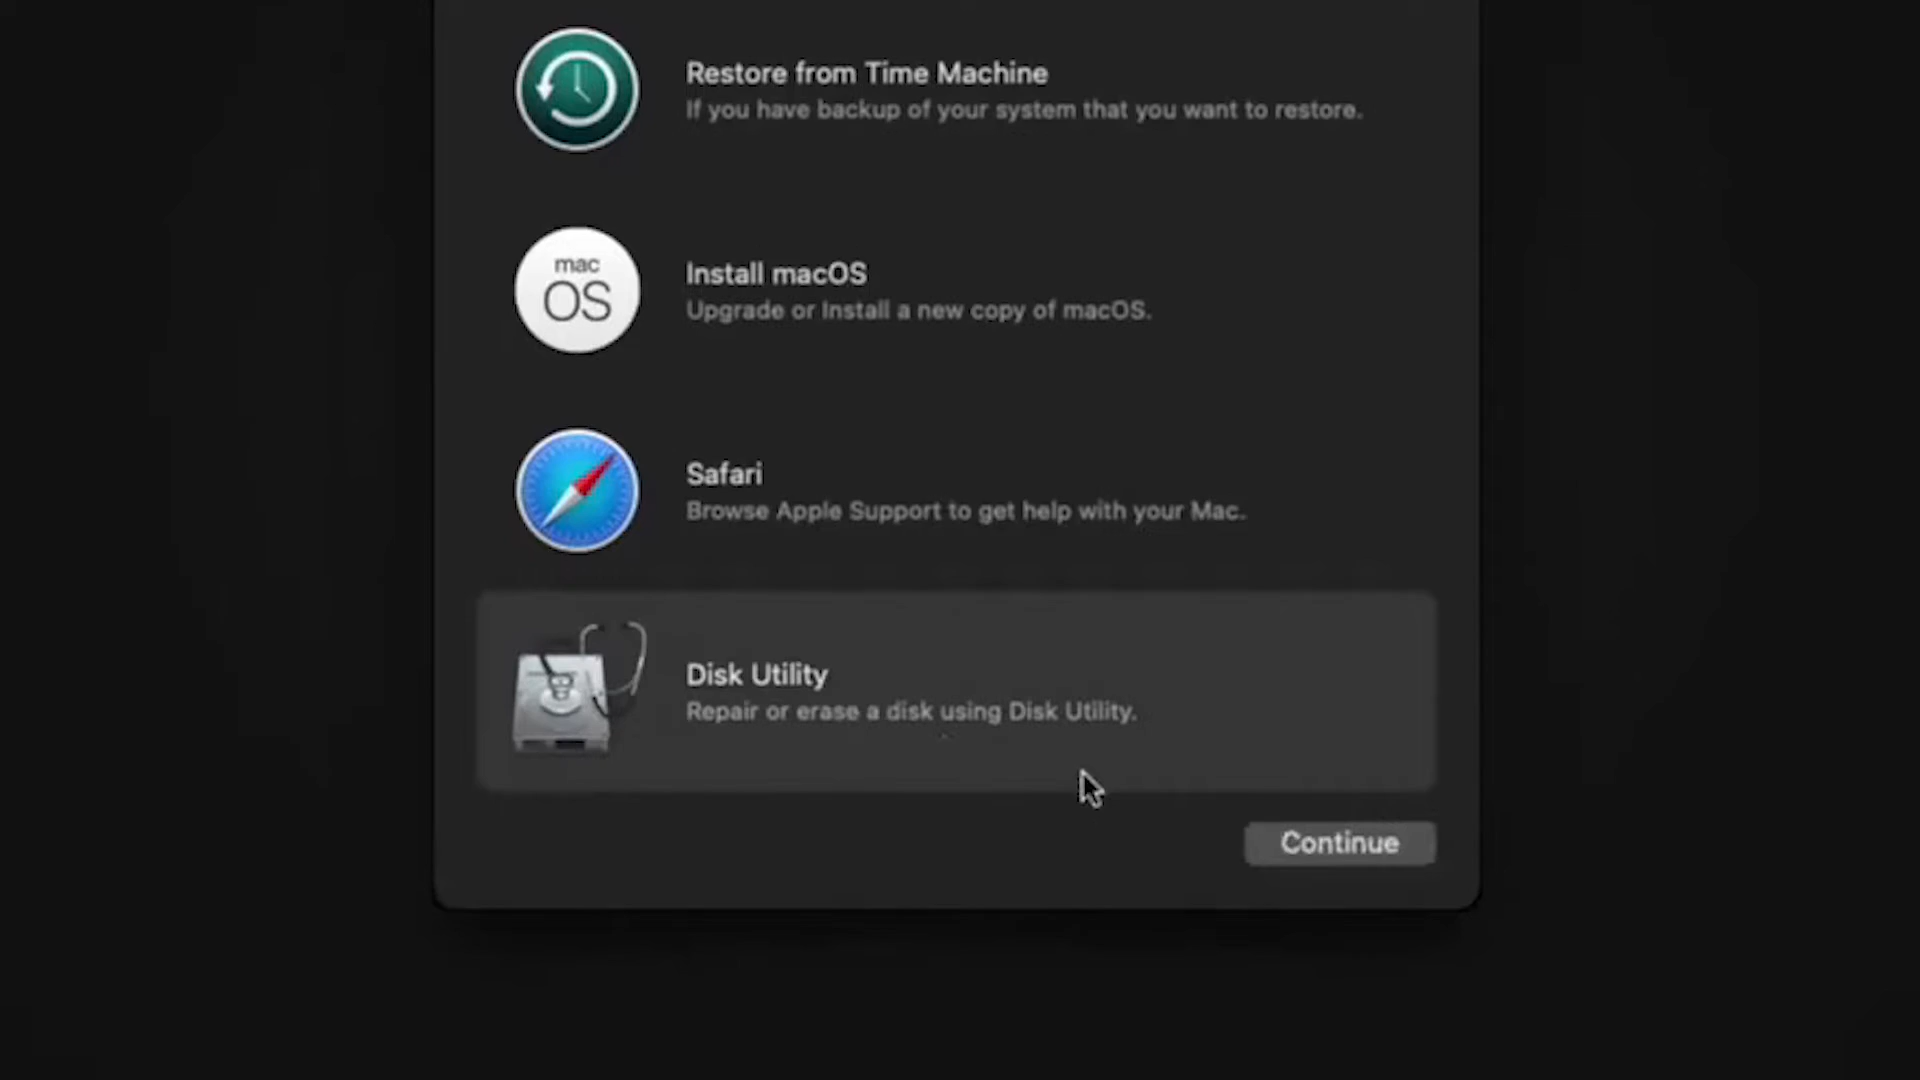 Restore from Time Machine
If you have backup of your system that you want to restore.
mac
OS
Install macOS
Upgrade or Install a new copy of macOS.
Safari
Browse Apple Support to get help with your Mac.
Disk Utility
Repair or erase a disk using Disk Utility.
Continue